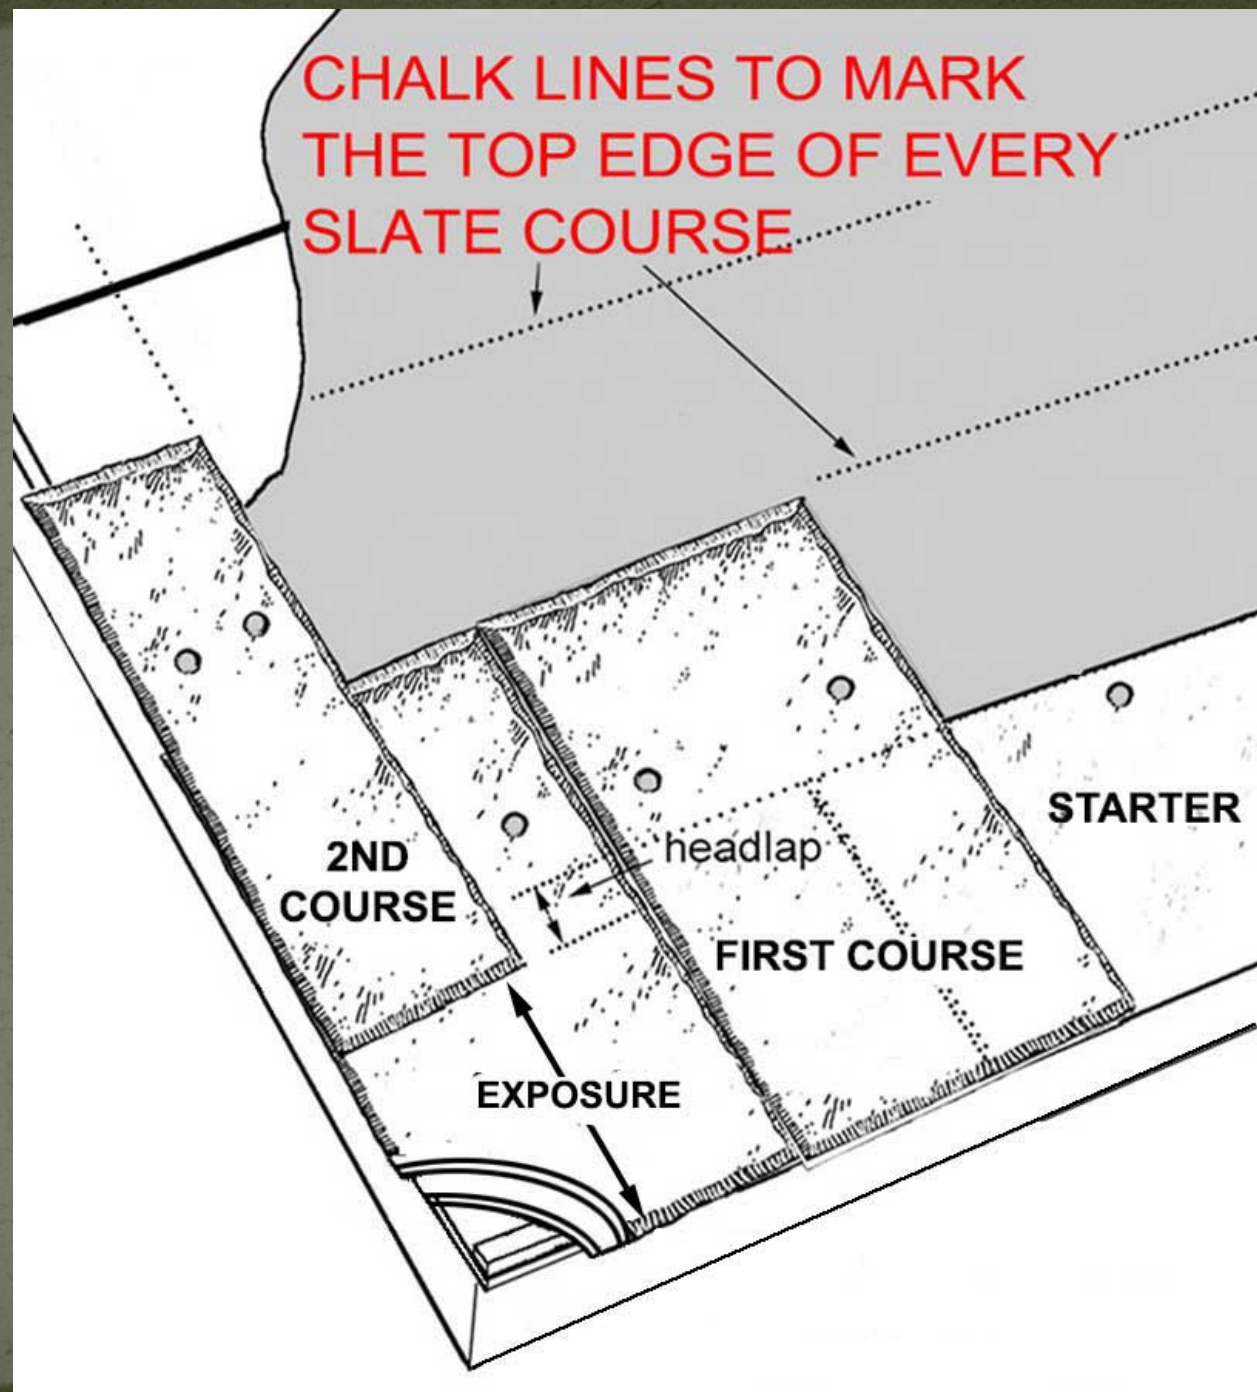 CHALK LINES TO MARK
THE TOP EDGE OF EVERY
SLATE COURSE
STARTER
headlap
2ND
COURSE
FIRST COURSE
EXPOSURE